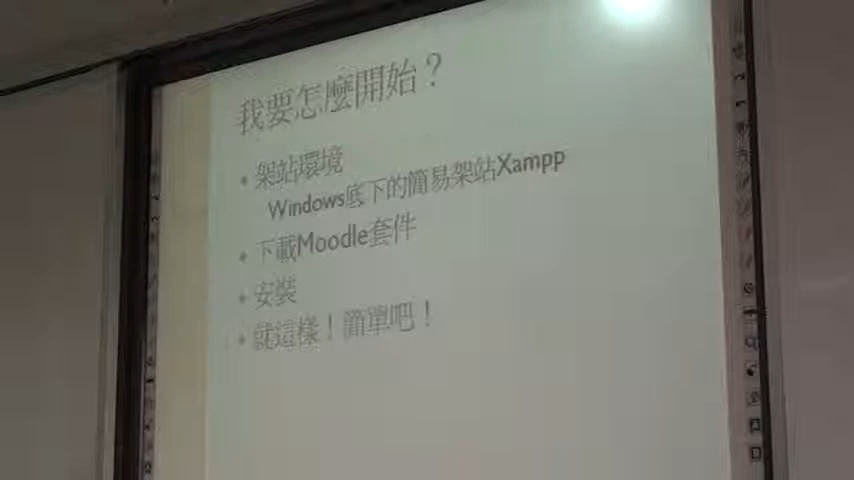 我要怎麼開始？
• 架站環境
Windows底下的簡易架站Xampp
• 下載Moodle套件
• 安裝
• 就這樣！簡單吧！